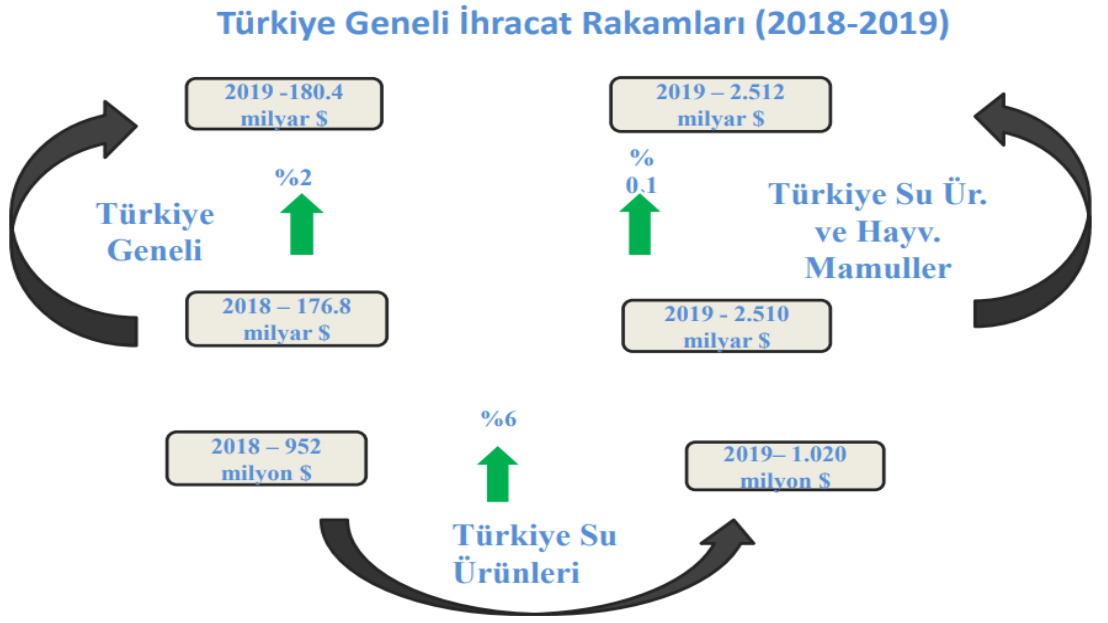 Türkiye Geneli İhracat Rakamları (2018-2019)
2019 -180.4
milyar $
2019 – 2.512
milyar $
%2
%
0.1
Türkiye
Geneli
Türkiye Su Ür.
ve Hayv.
Mamuller
2018 – 176.8
milyar $
2019 - 2.510
milyar $
%6
2018 – 952
milyon $
2019– 1.020
milyon $
Türkiye Su
Ürünleri